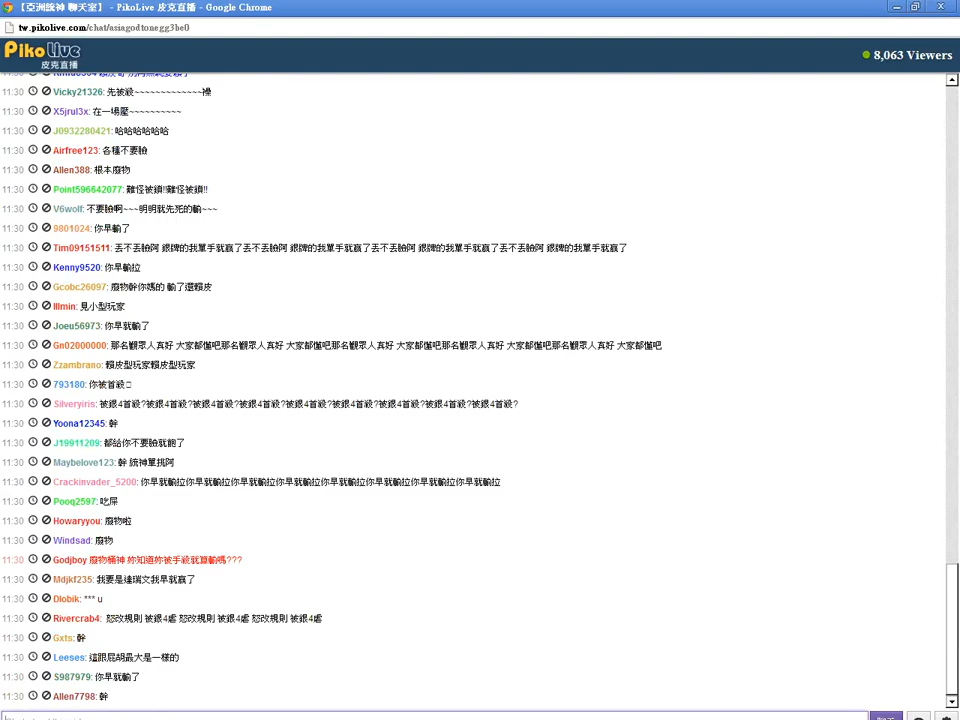 【亞洲統神 聊天室】 - PikoLive 皮克直播 - Google Chrome
tw.pikolive.com/chat/asiagodtonegg3be0
Piko Live
皮克直播
8,063 Viewers
11:30 Vicky21326: 先被殺~~~~~~~~~~~~~操
11:30 X5jrul3x: 在一場壓~~~~~~~~~~
11:30 J0932280421: 哈哈哈哈哈哈
11:30 Airfree123: 各種不要臉
11:30 Allen388: 根本廢物
11:30 Point596642077: 難怪被鎖!!難怪被鎖!!
11:30 V6wolf: 不要臉啊~~~明明就先死的輸~~~
11:30 9801024: 你早輸了
11:30 Tim09151511: 丟不丟臉阿 銀牌的我單手就贏了丟不丟臉阿 銀牌的我單手就贏了丟不丟臉阿 銀牌的我單手就贏了丟不丟臉阿 銀牌的我單手就贏了
11:30 Kenny9520: 你早輸拉
11:30 Gcobc26097: 廢物幹你媽的 輸了還賴皮
11:30 Illmin: 見小型玩家
11:30 Joeu56973: 你早就輸了
11:30 Gn02000000: 那名觀眾人真好 大家都懂吧那名觀眾人真好 大家都懂吧那名觀眾人真好 大家都懂吧那名觀眾人真好 大家都懂吧那名觀眾人真好 大家都懂吧
11:30 Zzambrano: 賴皮型玩家賴皮型玩家
11:30 793180: 你被首殺
11:30 Silveryiris: 被銀4首殺?被銀4首殺?被銀4首殺?被銀4首殺?被銀4首殺?被銀4首殺?被銀4首殺?被銀4首殺?被銀4首殺?
11:30 Yoona12345: 幹
11:30 J19911209: 都給你不要臉就飽了
11:30 Maybelove123: 幹 統神單挑阿
11:30 Crackinvader_5200: 你早就輸拉你早就輸拉你早就輸拉你早就輸拉你早就輸拉你早就輸拉你早就輸拉你早就輸拉
11:30 Pooq2597: 吃屎
11:30 Howaryyou: 廢物啦
11:30 Windsad: 廢物
11:30 Godjboy 廢物桶神 妳知道妳被手殺就算輸嗎???
11:30 Mdjkf235: 我要是達瑞文我早就贏了
11:30 Dlobik: *** u
11:30 Rivercrab4: 怒改規則 被銀4虐 怒改規則 被銀4虐 怒改規則 被銀4虐
11:30 Gxts: 幹
11:30 Leeses: 這跟屁胡最大是一樣的
11:30 S987979: 你早就輸了
11:30 Allen7798: 幹